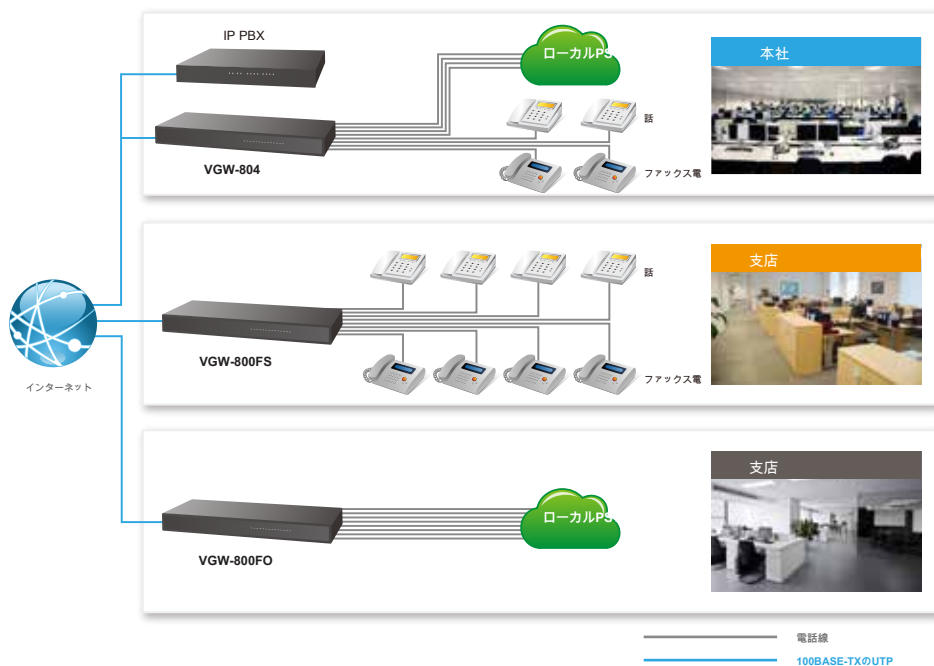 IP PBX
ローカルPS
本社
話
VGW-804
ファックス電
支店
話
VGW-800FS
ファックス電
インターネット
支店
ローカルPS
VGW-800FO
電話線
100BASE-TXのUTP